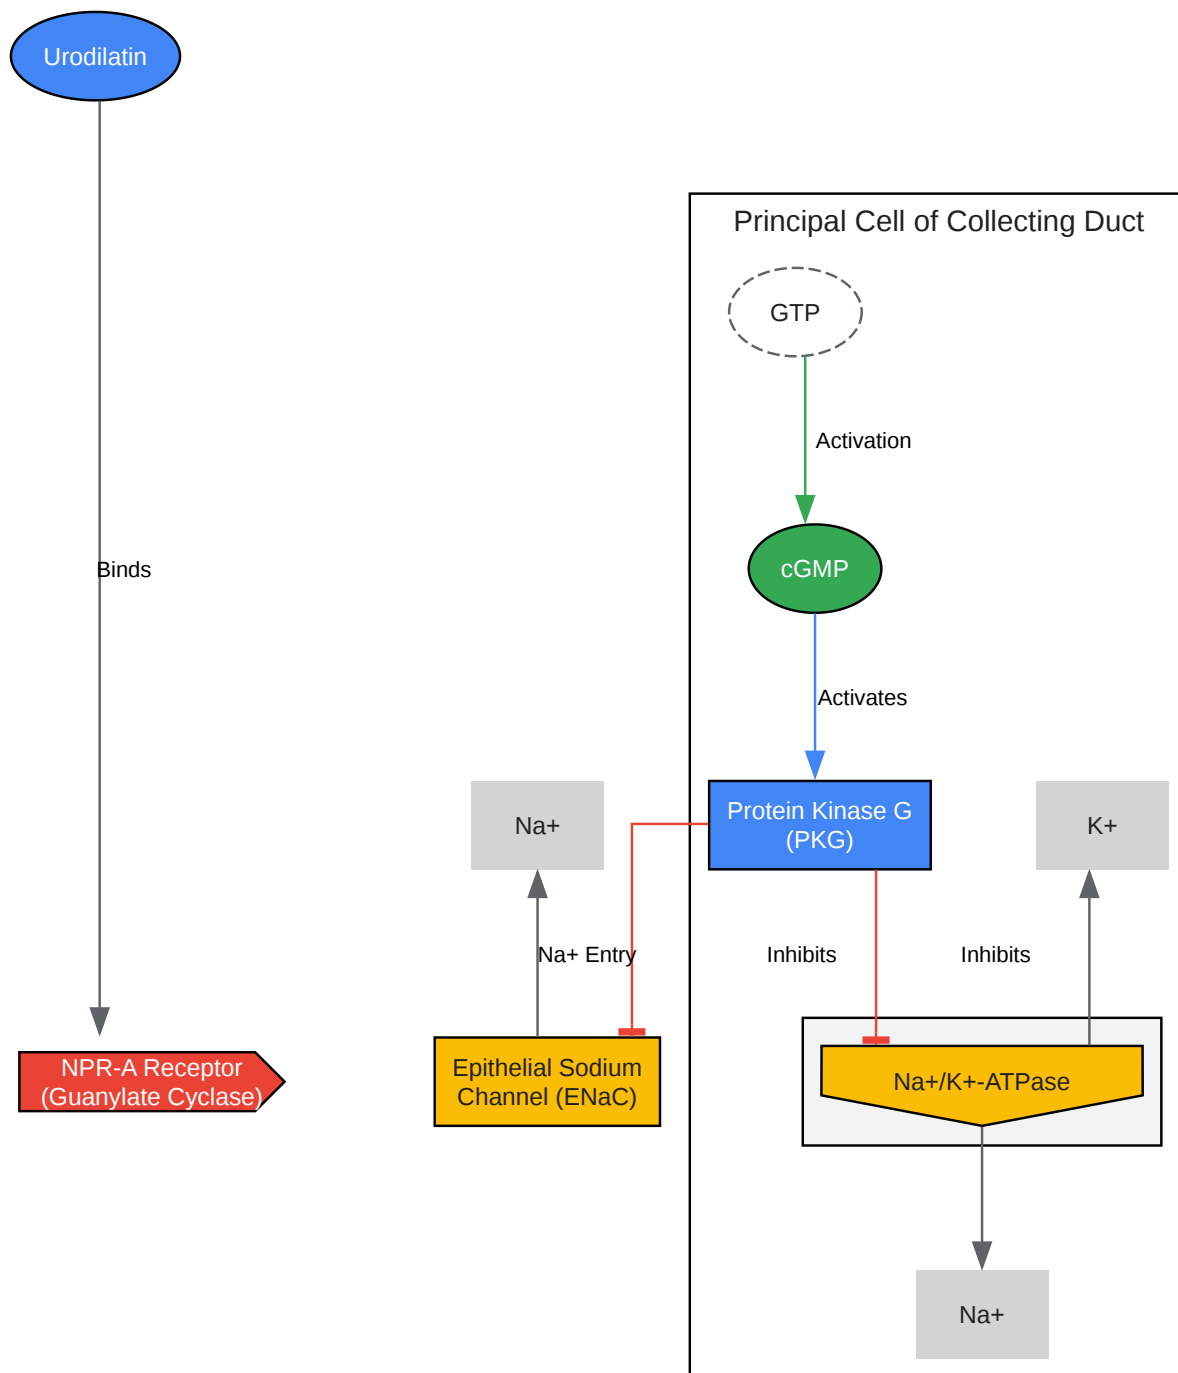 Urodilatin
Principal Cell of Collecting Duct
GTP
Activation
Binds
cGMP
Activates
Na+
Protein Kinase G
(PKG)
K+
Na+ Entry
Inhibits
Inhibits
NPR-A Receptor
(Guanylate Cyclase)
Epithelial Sodium
Channel (ENaC)
Na+/K+-ATPase
Na+